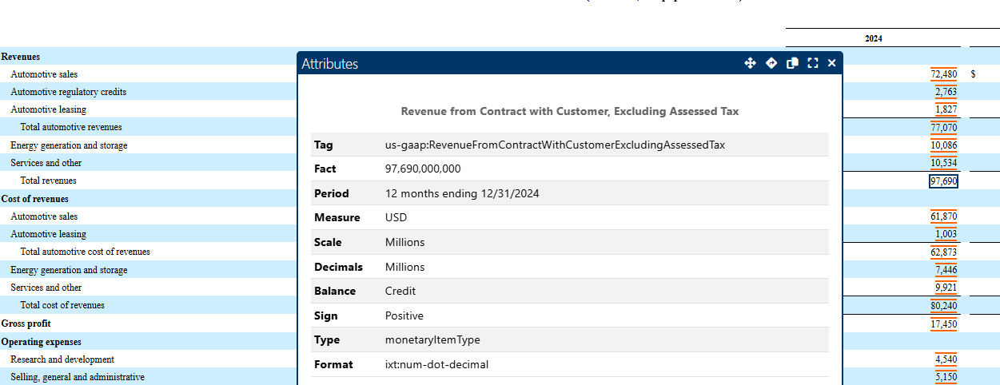 2024
Revenues
Automotive sales 72,480 $
Automotive regulatory credits 2,763
Automotive leasing 1,827
Total automotive revenues 77,070
Energy generation and storage 10,086
Services and other 10,534
Total revenues 97,690
Cost of revenues
Automotive sales 61,870
Automotive leasing 1,003
Total automotive cost of revenues 62,873
Energy generation and storage 7,446
Services and other 9,921
Total cost of revenues 80,240
Gross profit 17,450
Operating expenses
Research and development 4,540
Selling, general and administrative 5,150
Attributes
Revenue from Contract with Customer, Excluding Assessed Tax
Tag us-gaap:RevenueFromContractWithCustomerExcludingAssessedTax
Fact 97,690,000,000
Period 12 months ending 12/31/2024
Measure USD
Scale Millions
Decimals Millions
Balance Credit
Sign Positive
Type monetaryItemType
Format ixt:num-dot-decimal